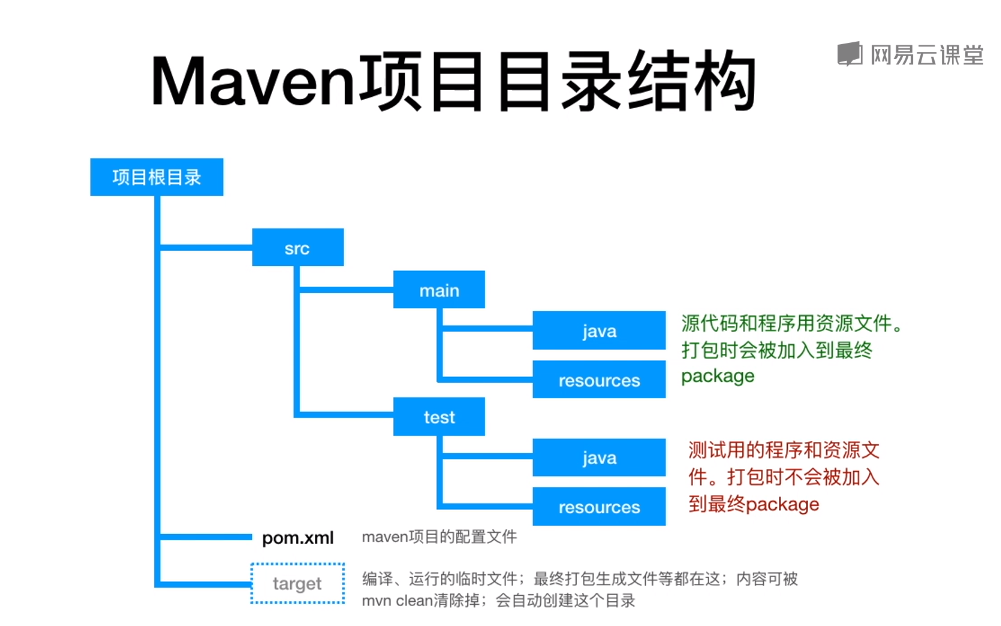 网易云课堂
Maven项目目录结构
项目根目录
src
main
java
源代码和程序用资源文件。
打包时会被加入到最终
package
resources
test
java
测试用的程序和资源文
件。打包时不会被加入
到最终package
resources
pom.xml
maven项目的配置文件
target
编译、运行的临时文件；最终打包生成文件等都在这；内容可被
mvn clean清除掉；会自动创建这个目录